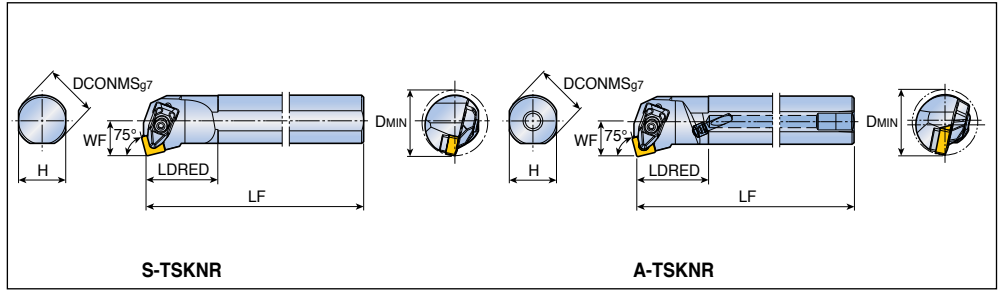 DCONMSg7
WF
75°
H
LDRED
LF
DMIN
S-TSKNR
DCONMSg7
WF
75°
H
LDRED
LF
DMIN
A-TSKNR